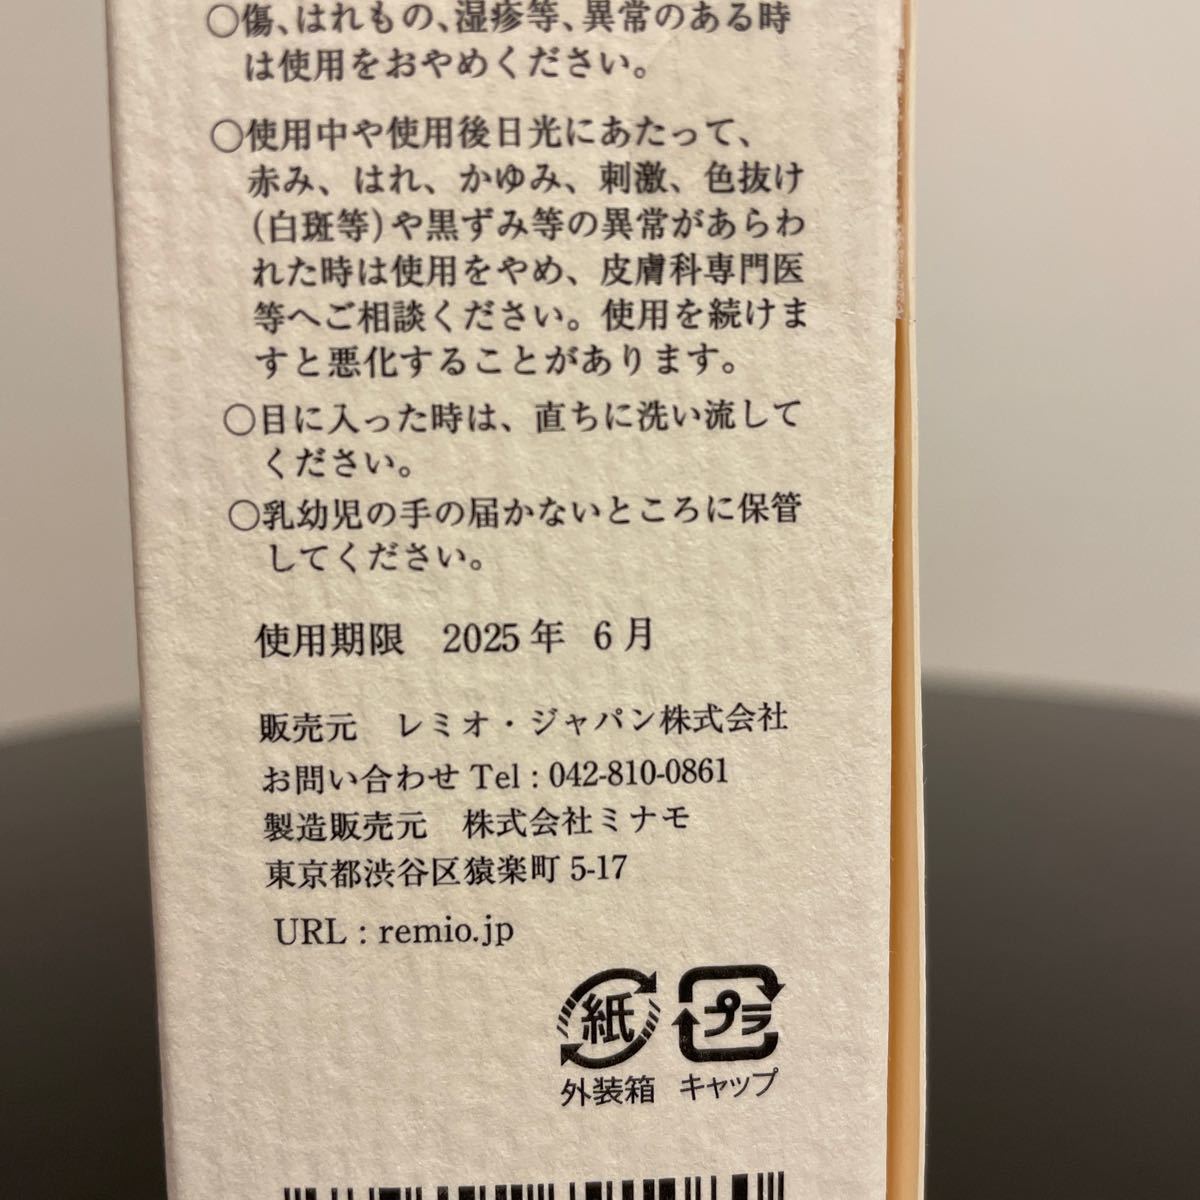 ○傷、はれもの、湿疹等、異常のある時
は使用をおやめください。
○使用中や使用後日光にあたって、
赤み、はれ、かゆみ、刺激、色抜け
(白斑等)や黒ずみ等の異常があらわ
れた時は使用をやめ、皮膚科専門医
等へご相談ください。使用を続けま
すと悪化することがあります。
○目に入った時は、直ちに洗い流して
ください。
○乳幼児の手の届かないところに保管
してください。
使用期限 2025年 6月
販売元 レミオ・ジャパン株式会社
お問い合わせ Tel : 042-810-0861
製造販売元 株式会社ミナモ
東京都渋谷区猿楽町 5-17
URL : remio.jp
紙 プラ
外装箱 キャップ